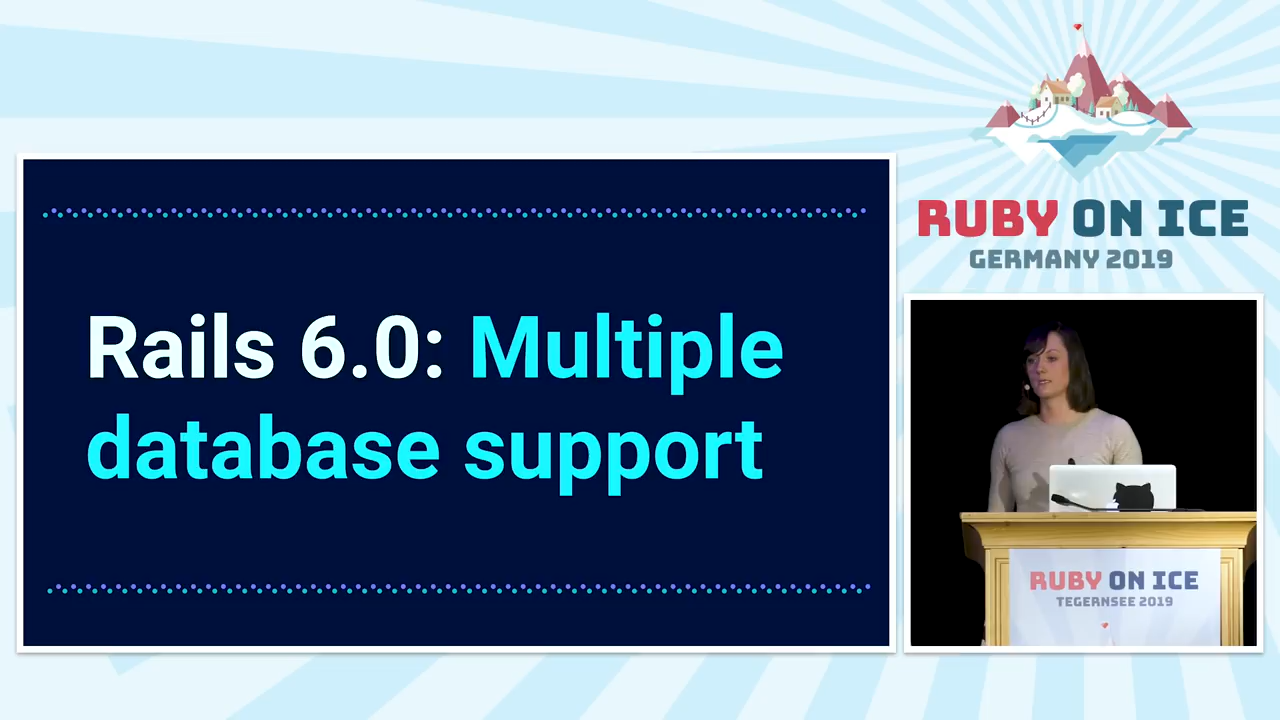 Rails 6.0: Multiple
database support
RUBY ON ICE
GERMANY 2019
RUBY ON ICE
TEGERNSEE 2019